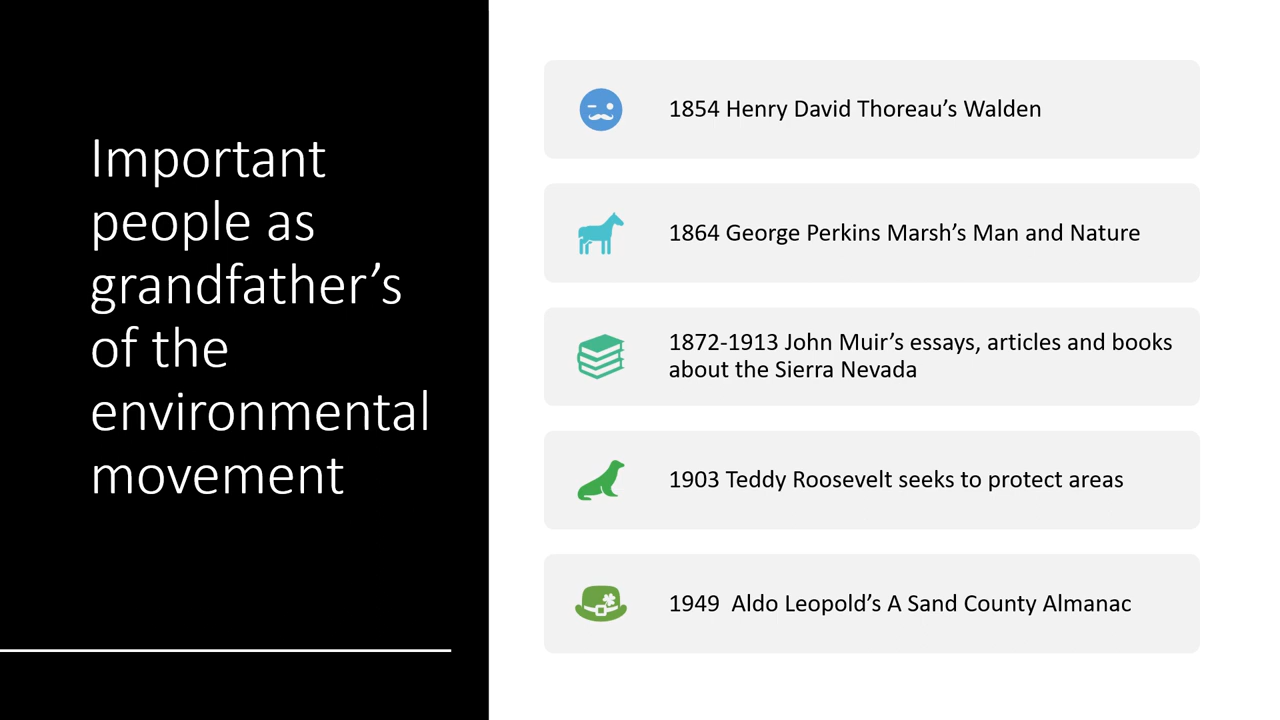 Important
people as
grandfather’s
of the
environmental
movement
1854 Henry David Thoreau’s Walden
1864 George Perkins Marsh’s Man and Nature
1872-1913 John Muir’s essays, articles and books
about the Sierra Nevada
1903 Teddy Roosevelt seeks to protect areas
1949  Aldo Leopold’s A Sand County Almanac